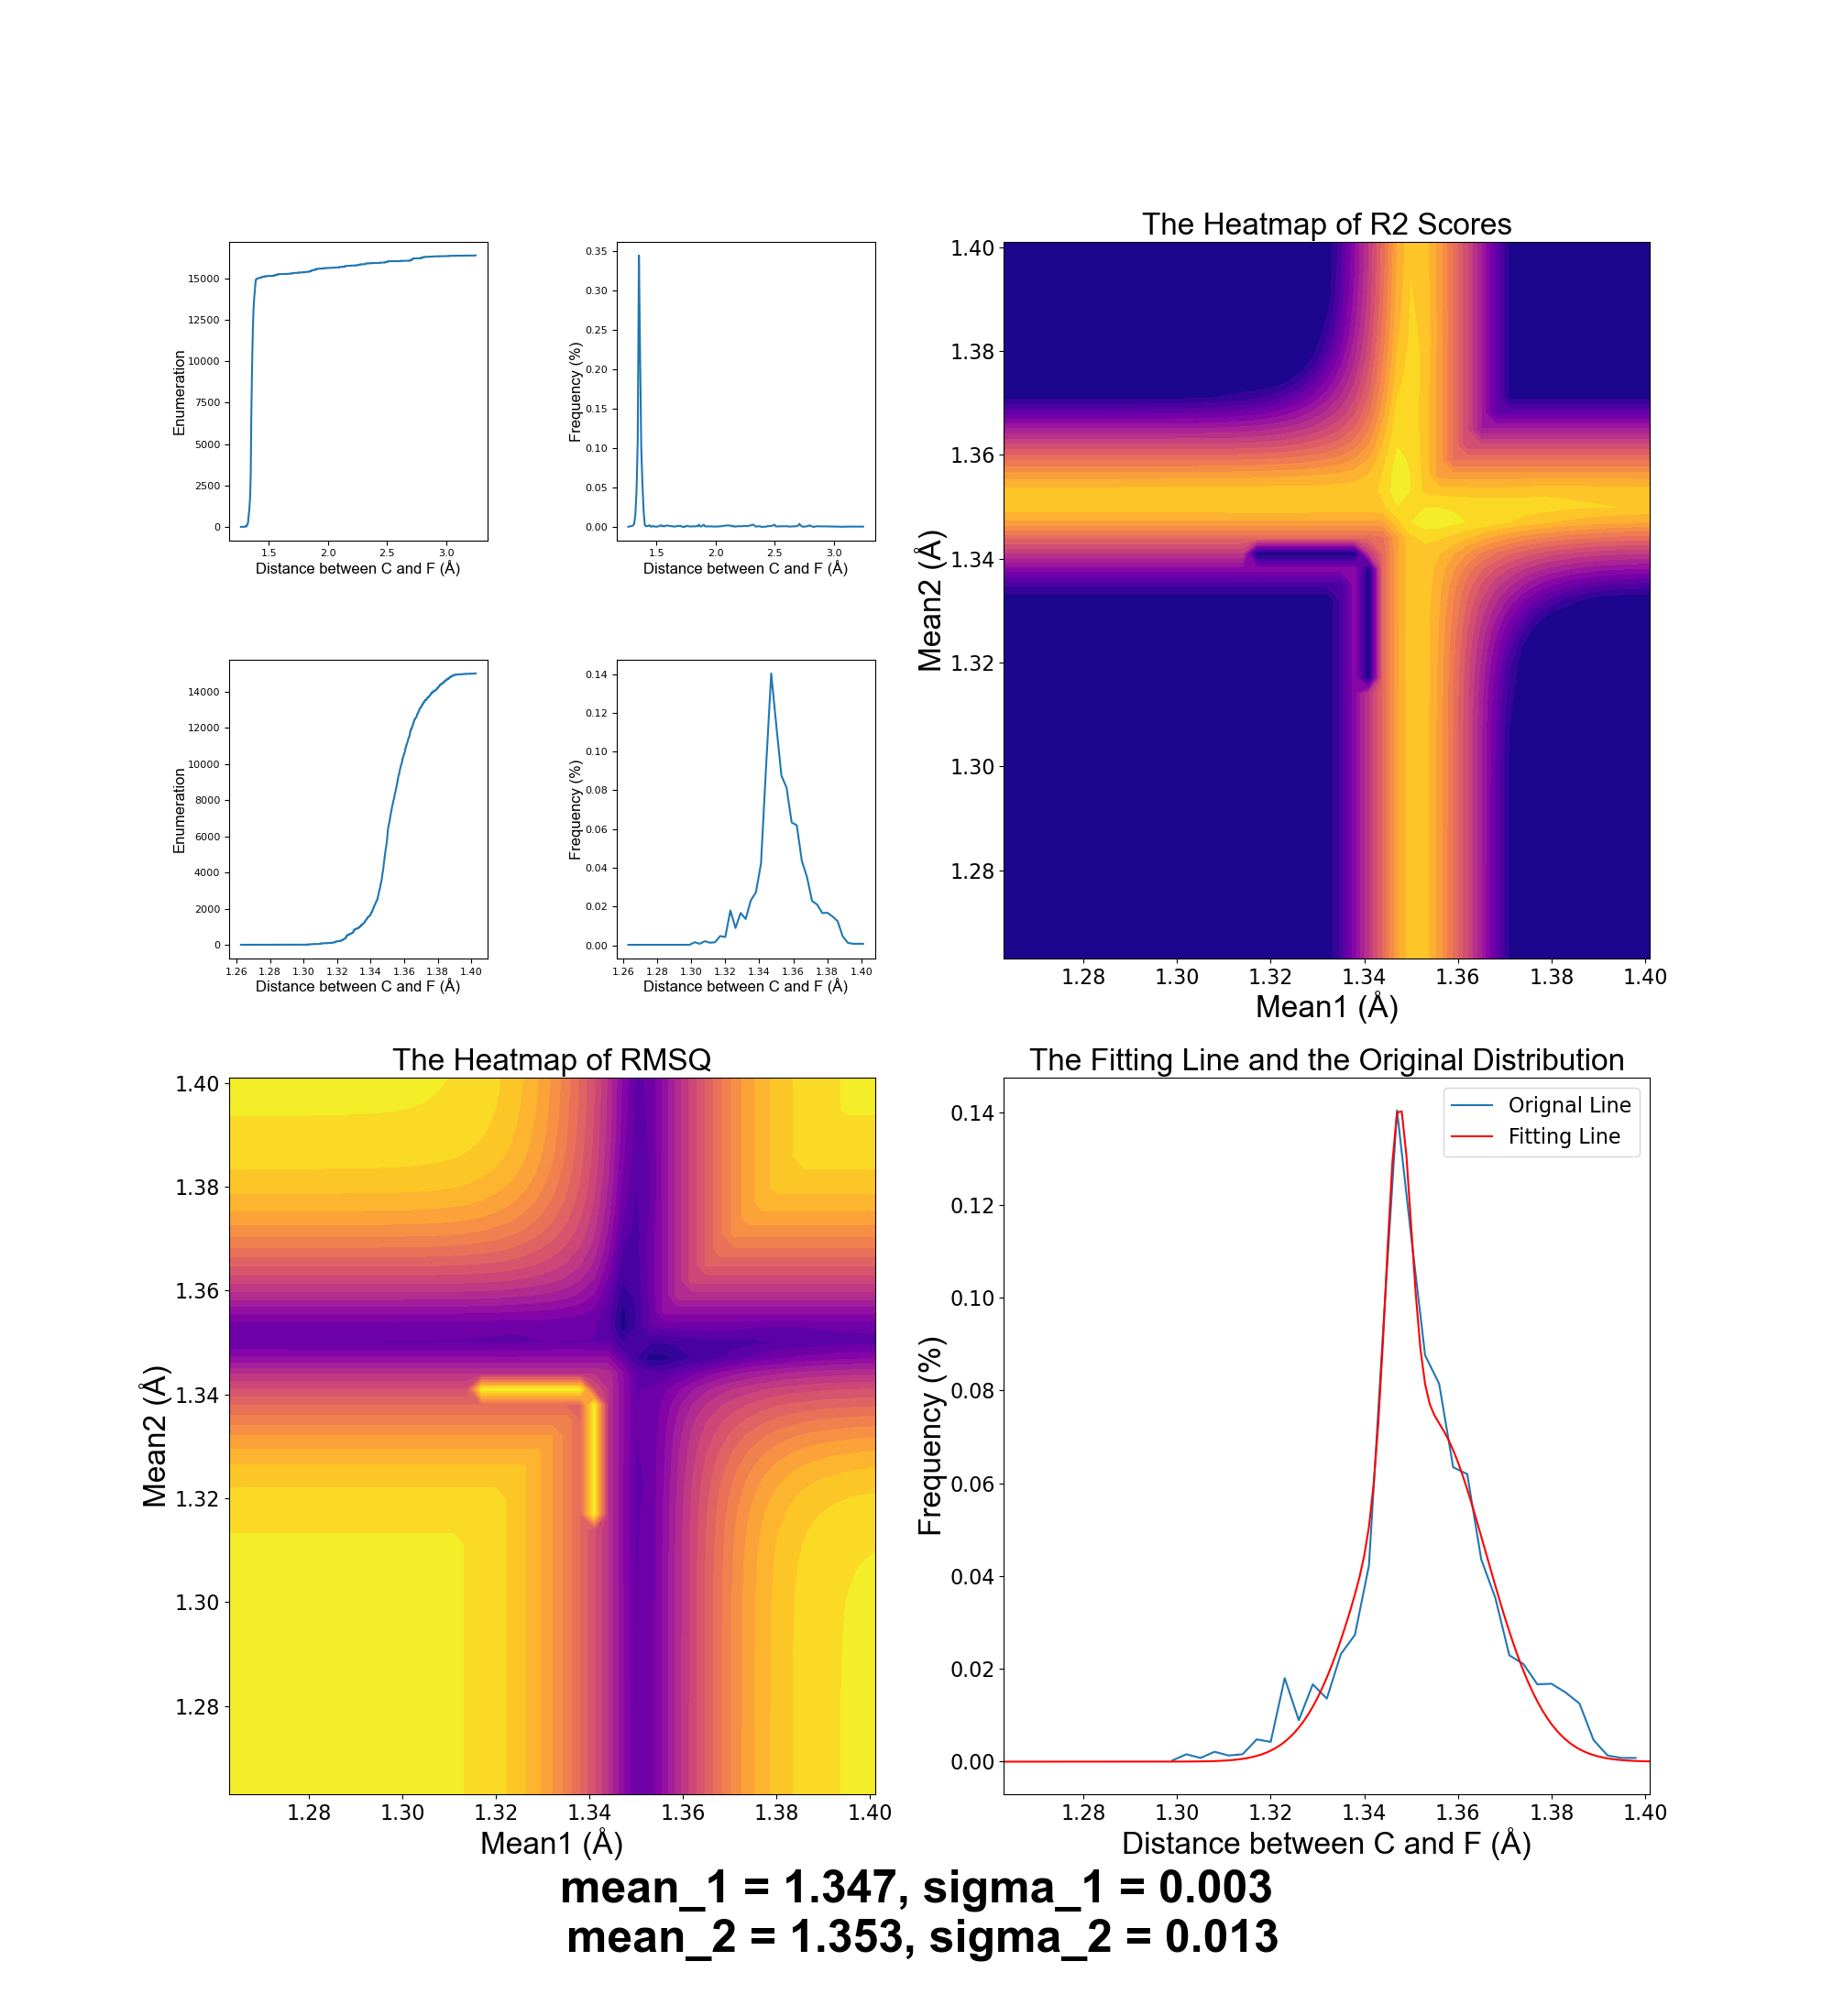 15000
12500
10000
7500
5000
2500
0
Enumeration
1.5 2.0 2.5 3.0
Distance between C and F (Å)
0.35
0.30
0.25
0.20
0.15
0.10
0.05
0.00
Frequency (%)
1.5 2.0 2.5 3.0
Distance between C and F (Å)
The Heatmap of R2 Scores
1.40
1.38
1.36
1.34
1.32
1.30
1.28
Mean2 (Å)
1.28 1.30 1.32 1.34 1.36 1.38 1.40
Mean1 (Å)
14000
12000
10000
8000
6000
4000
2000
0
Enumeration
1.26 1.28 1.30 1.32 1.34 1.36 1.38 1.40
Distance between C and F (Å)
0.14
0.12
0.10
0.08
0.06
0.04
0.02
0.00
Frequency (%)
1.26 1.28 1.30 1.32 1.34 1.36 1.38 1.40
Distance between C and F (Å)
The Heatmap of RMSQ
1.40
1.38
1.36
1.34
1.32
1.30
1.28
Mean2 (Å)
1.28 1.30 1.32 1.34 1.36 1.38 1.40
Mean1 (Å)
The Fitting Line and the Original Distribution
Orignal Line
Fitting Line
0.14
0.12
0.10
0.08
0.06
0.04
0.02
0.00
Frequency (%)
1.28 1.30 1.32 1.34 1.36 1.38 1.40
Distance between C and F (Å)
mean_1 = 1.347, sigma_1 = 0.003
mean_2 = 1.353, sigma_2 = 0.013